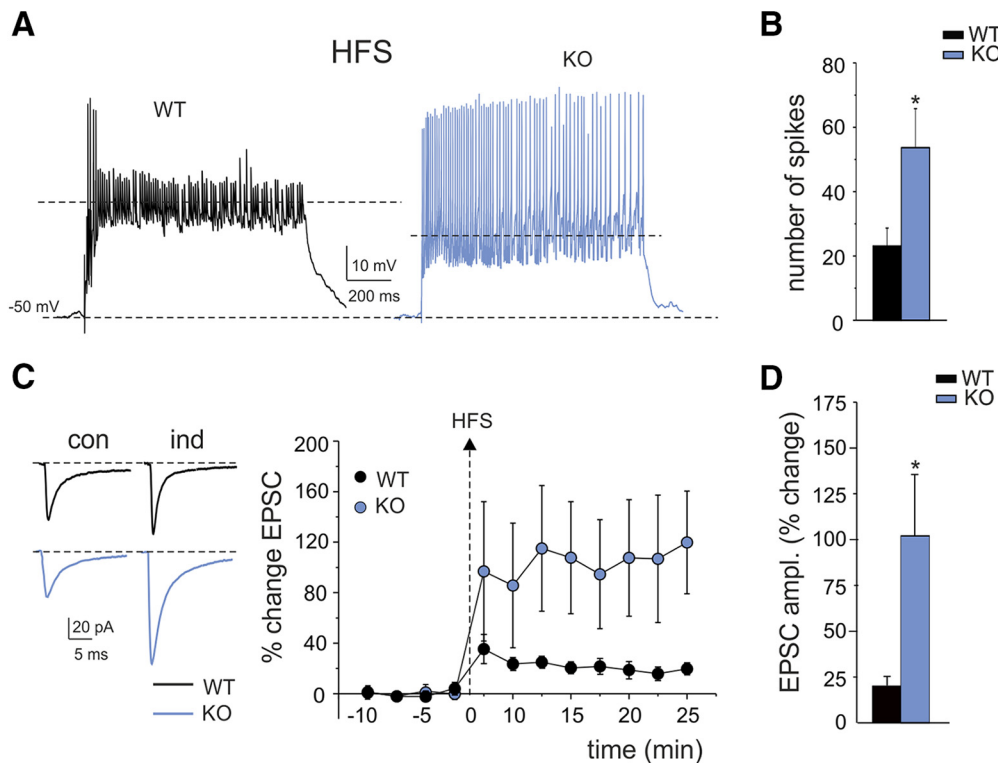 A
HFS
WT
KO
-50 mV
10 mV
200 ms
B
WT
KO
number of spikes
80
60
40
20
0
*
C
con
ind
20 pA
5 ms
WT
KO
HFS
% change EPSC
200
160
120
80
40
0
WT
KO
-10
-5
0
10
15
20
25
time (min)
D
WT
KO
EPSC ampl. (% change)
175
150
125
100
75
50
25
0
*